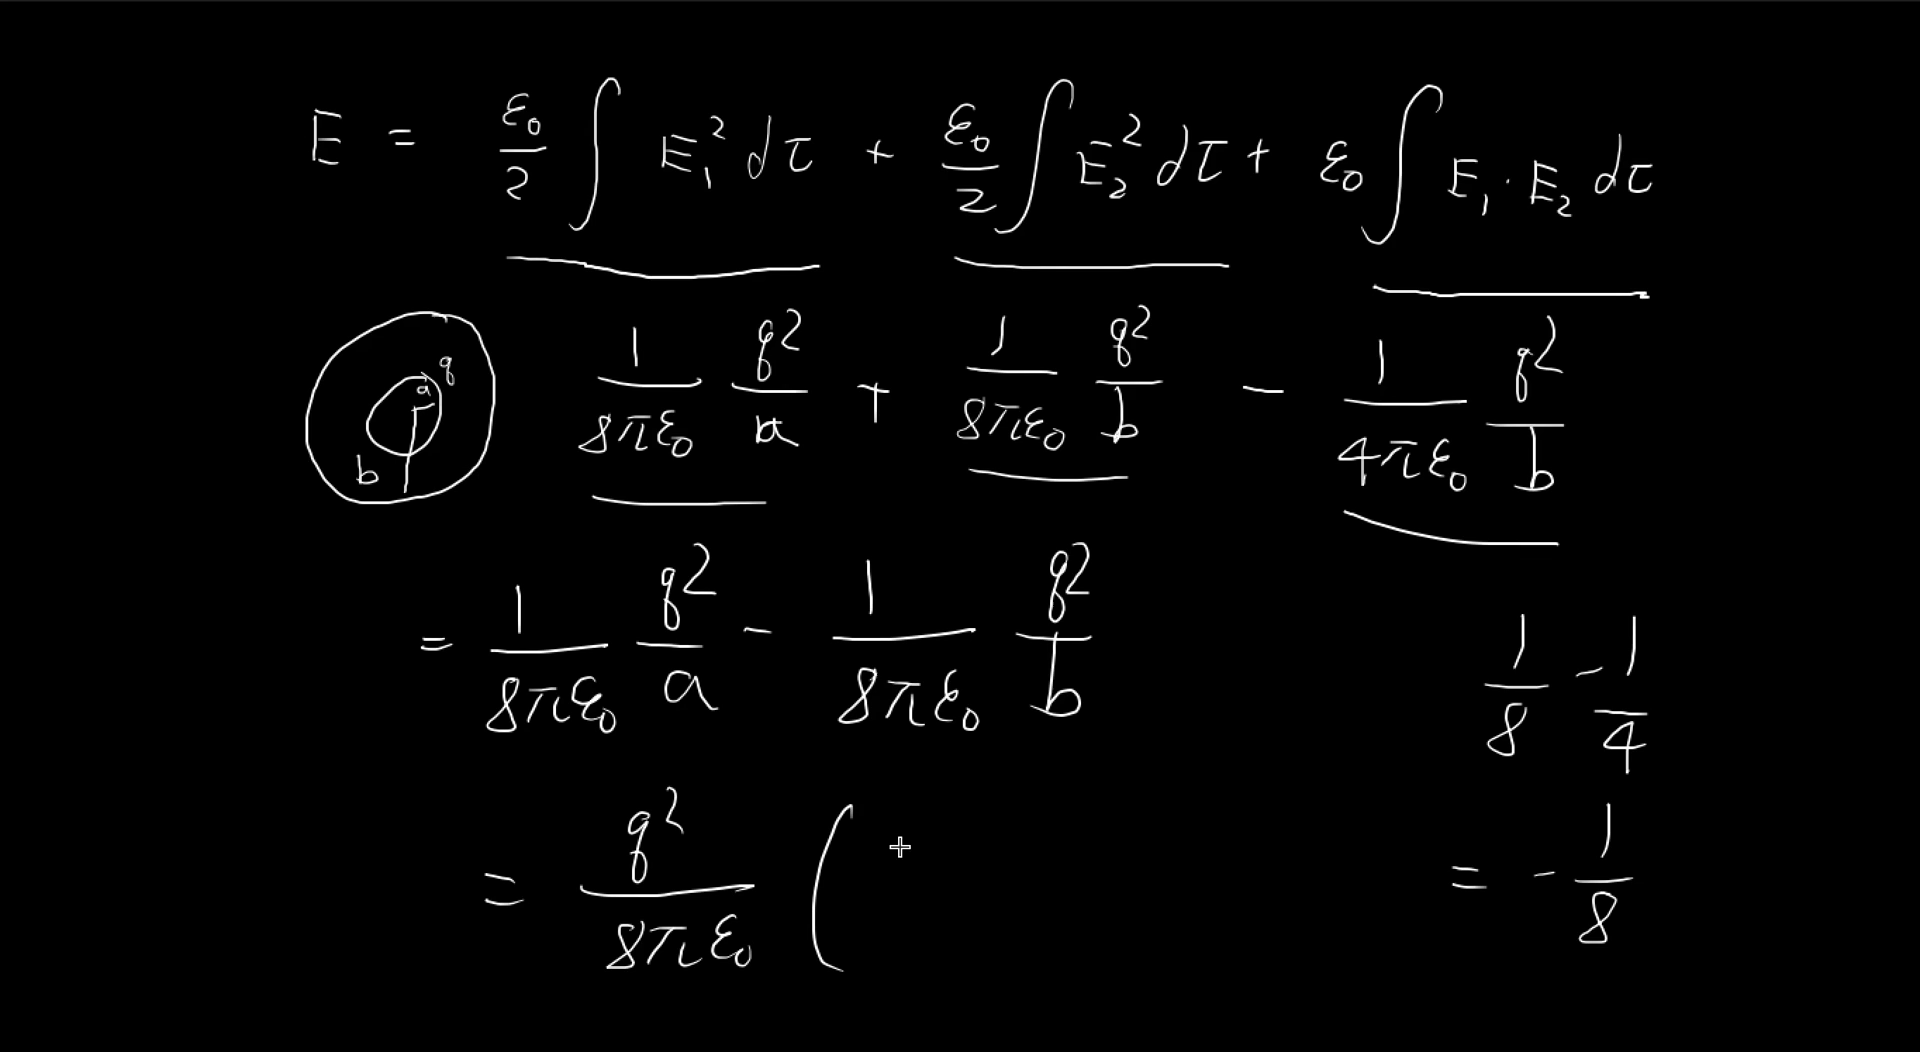 E = ε₀/2 ∫ E₁² dτ + ε₀/2 ∫ E₂² dτ + ε₀ ∫ E₁ · E₂ dτ
a q b
1/(8πε₀) q²/a + 1/(8πε₀) q²/b - 1/(4πε₀) q²/b
= 1/(8πε₀) q²/a - 1/(8πε₀) q²/b
1/8 - 1/4
= q²/(8πε₀) (
= - 1/8